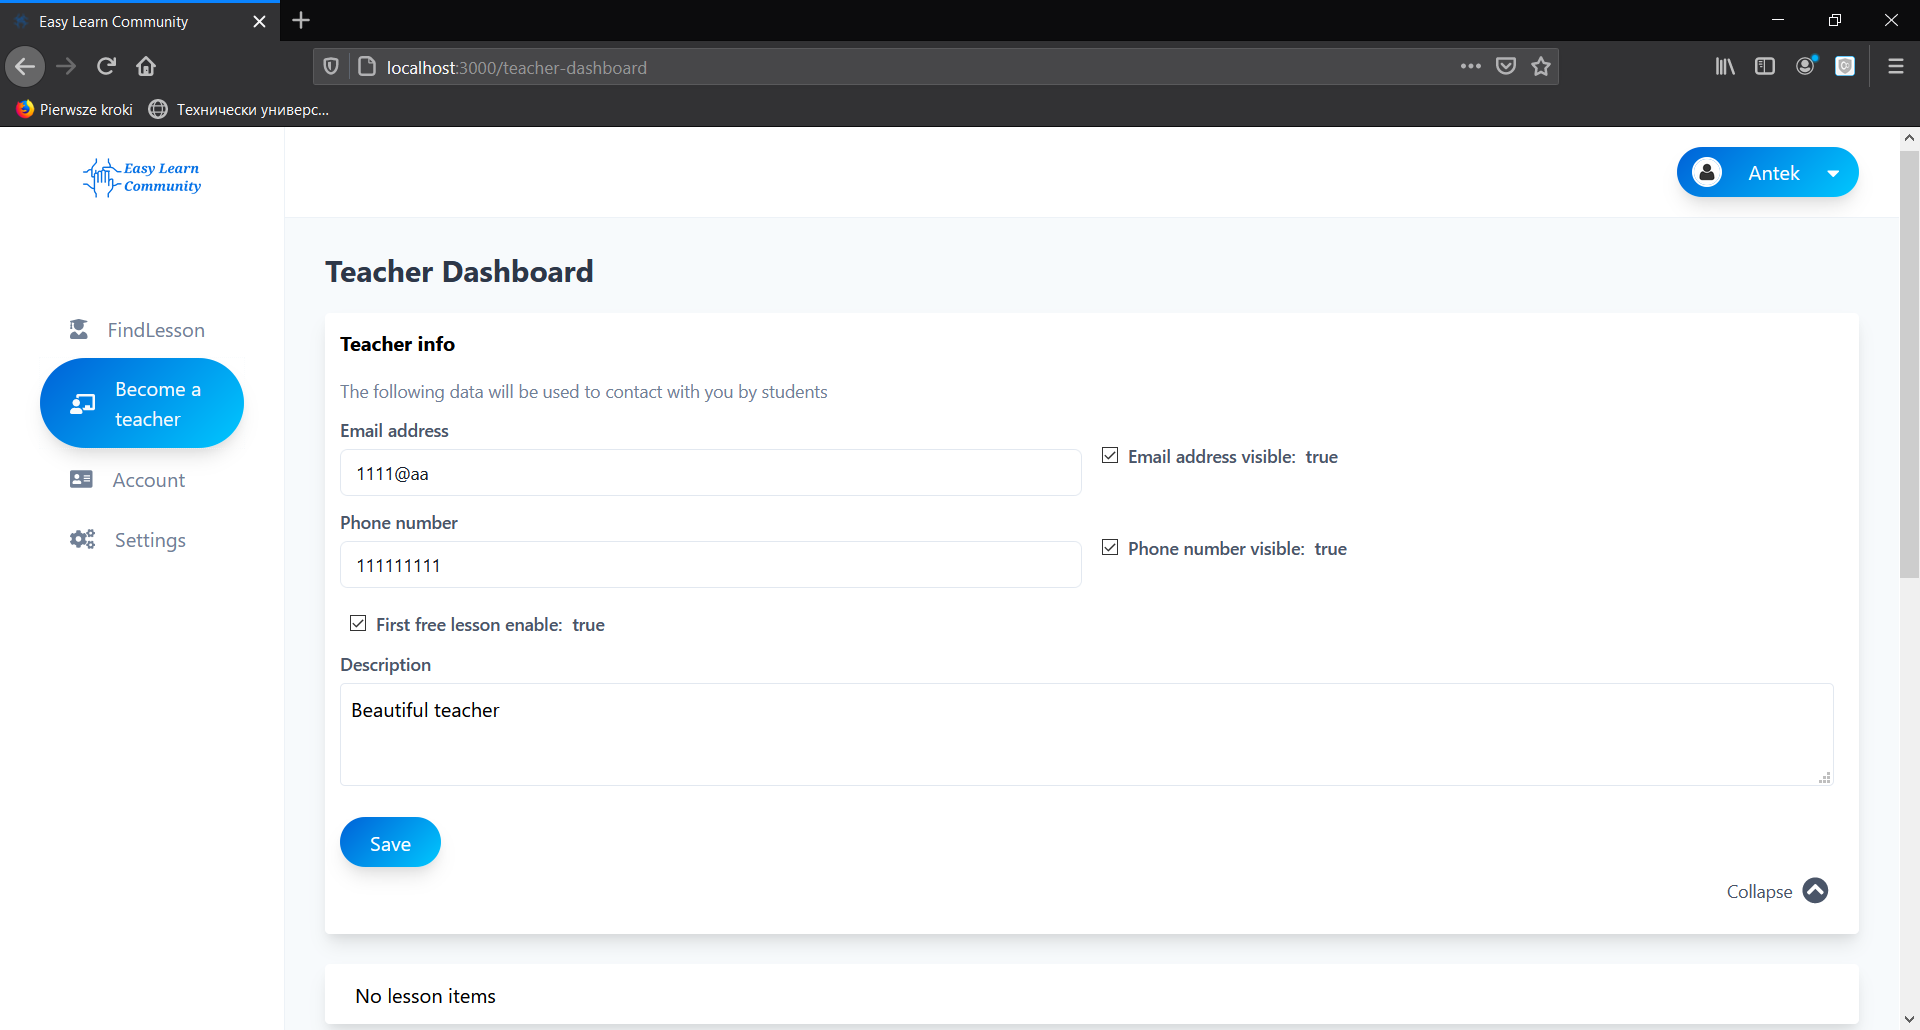 Easy Learn Community
localhost:3000/teacher-dashboard
Pierwsze kroki
Технически универс...
Easy Learn
Community
Antek
FindLesson
Become a
teacher
Account
Settings
Teacher Dashboard
Teacher info
The following data will be used to contact with you by students
Email address
1111@aa
Email address visible: true
Phone number
111111111
Phone number visible: true
First free lesson enable: true
Description
Beautiful teacher
Save
Collapse
No lesson items